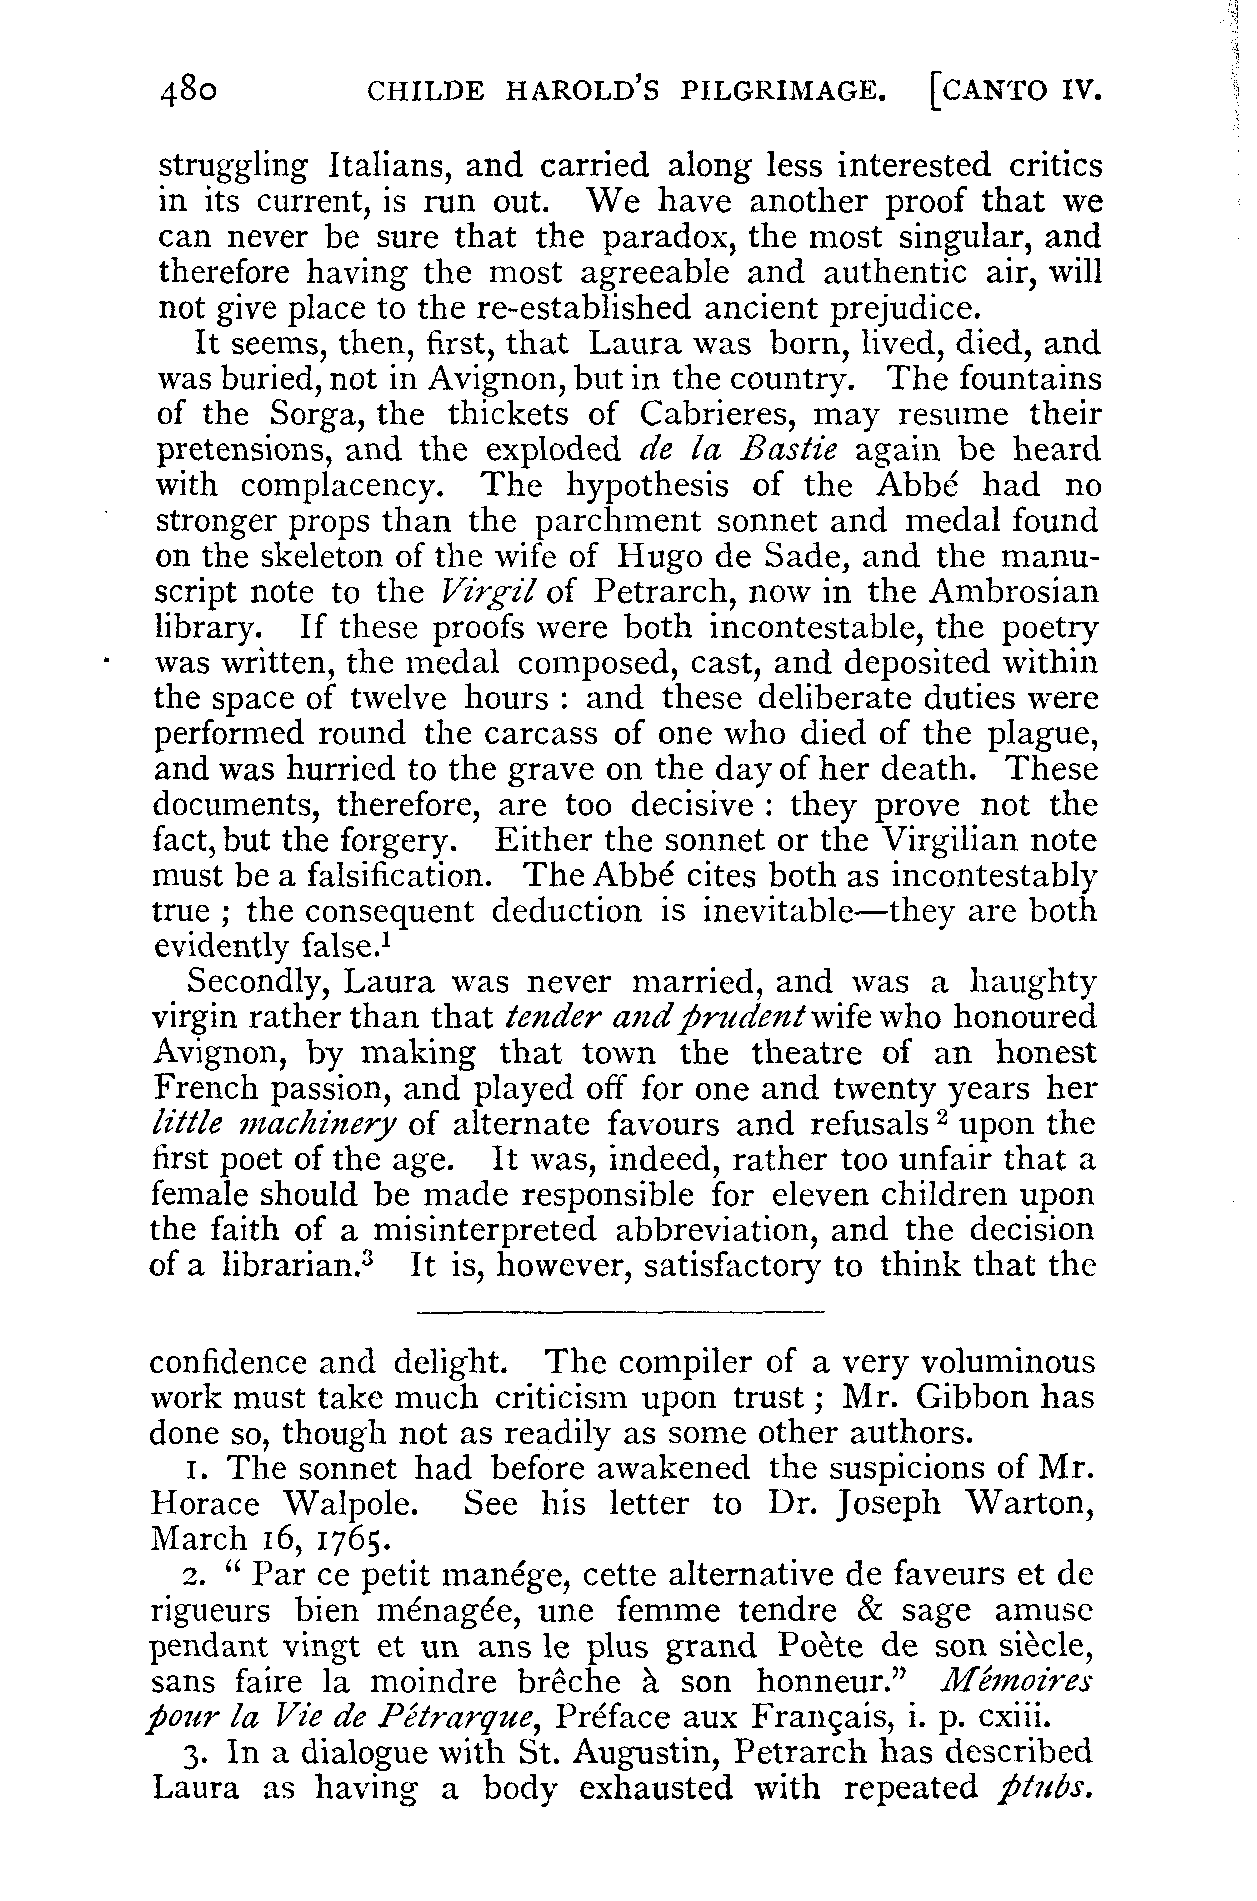 480 CHILDE HAROLD'S PILGRIMAGE. [CANTO IV.
struggling Italians, and carried along less interested critics
in its current, is run out. We have another proof that we
can never be sure that the paradox, the most singular, and
therefore having the most agreeable and authentic air, will
not give place to the re-established ancient prejudice.
It seems, then, first, that Laura was born, lived, died, and
was buried, not in Avignon, but in the country. The fountains
of the Sorga, the thickets of Cabrieres, may resume their
pretensions, and the exploded de la Bastie again be heard
with complacency. The hypothesis of the Abbé had no
stronger props than the parchment sonnet and medal found
on the skeleton of the wife of Hugo de Sade, and the manu-
script note to the Virgil of Petrarch, now in the Ambrosian
library. If these proofs were both incontestable, the poetry
was written, the medal composed, cast, and deposited within
the space of twelve hours : and these deliberate duties were
performed round the carcass of one who died of the plague,
and was hurried to the grave on the day of her death. These
documents, therefore, are too decisive : they prove not the
fact, but the forgery. Either the sonnet or the Virgilian note
must be a falsification. The Abbé cites both as incontestably
true ; the consequent deduction is inevitable—they are both
evidently false.¹
Secondly, Laura was never married, and was a haughty
virgin rather than that tender and prudent wife who honoured
Avignon, by making that town the theatre of an honest
French passion, and played off for one and twenty years her
little machinery of alternate favours and refusals ² upon the
first poet of the age. It was, indeed, rather too unfair that a
female should be made responsible for eleven children upon
the faith of a misinterpreted abbreviation, and the decision
of a librarian.³ It is, however, satisfactory to think that the
confidence and delight. The compiler of a very voluminous
work must take much criticism upon trust ; Mr. Gibbon has
done so, though not as readily as some other authors.
1. The sonnet had before awakened the suspicions of Mr.
Horace Walpole. See his letter to Dr. Joseph Warton,
March 16, 1765.
2. “ Par ce petit manége, cette alternative de faveurs et de
rigueurs bien ménagée, une femme tendre & sage amuse
pendant vingt et un ans le plus grand Poète de son siècle,
sans faire la moindre brêche à son honneur.” Mémoires
pour la Vie de Pétrarque, Préface aux Français, i. p. cxiii.
3. In a dialogue with St. Augustin, Petrarch has described
Laura as having a body exhausted with repeated ptubs.